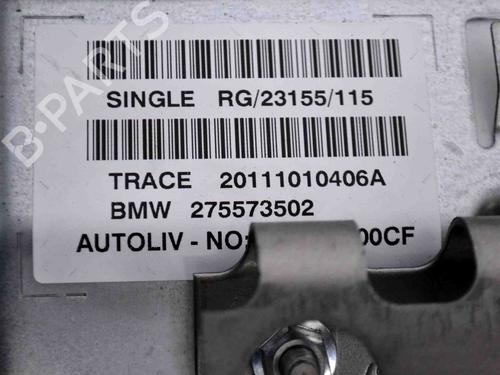 B-PARTS
SINGLE RG/23155/115
TRACE 20111010406A
BMW 275573502
AUTOLIV - NO: 00CF